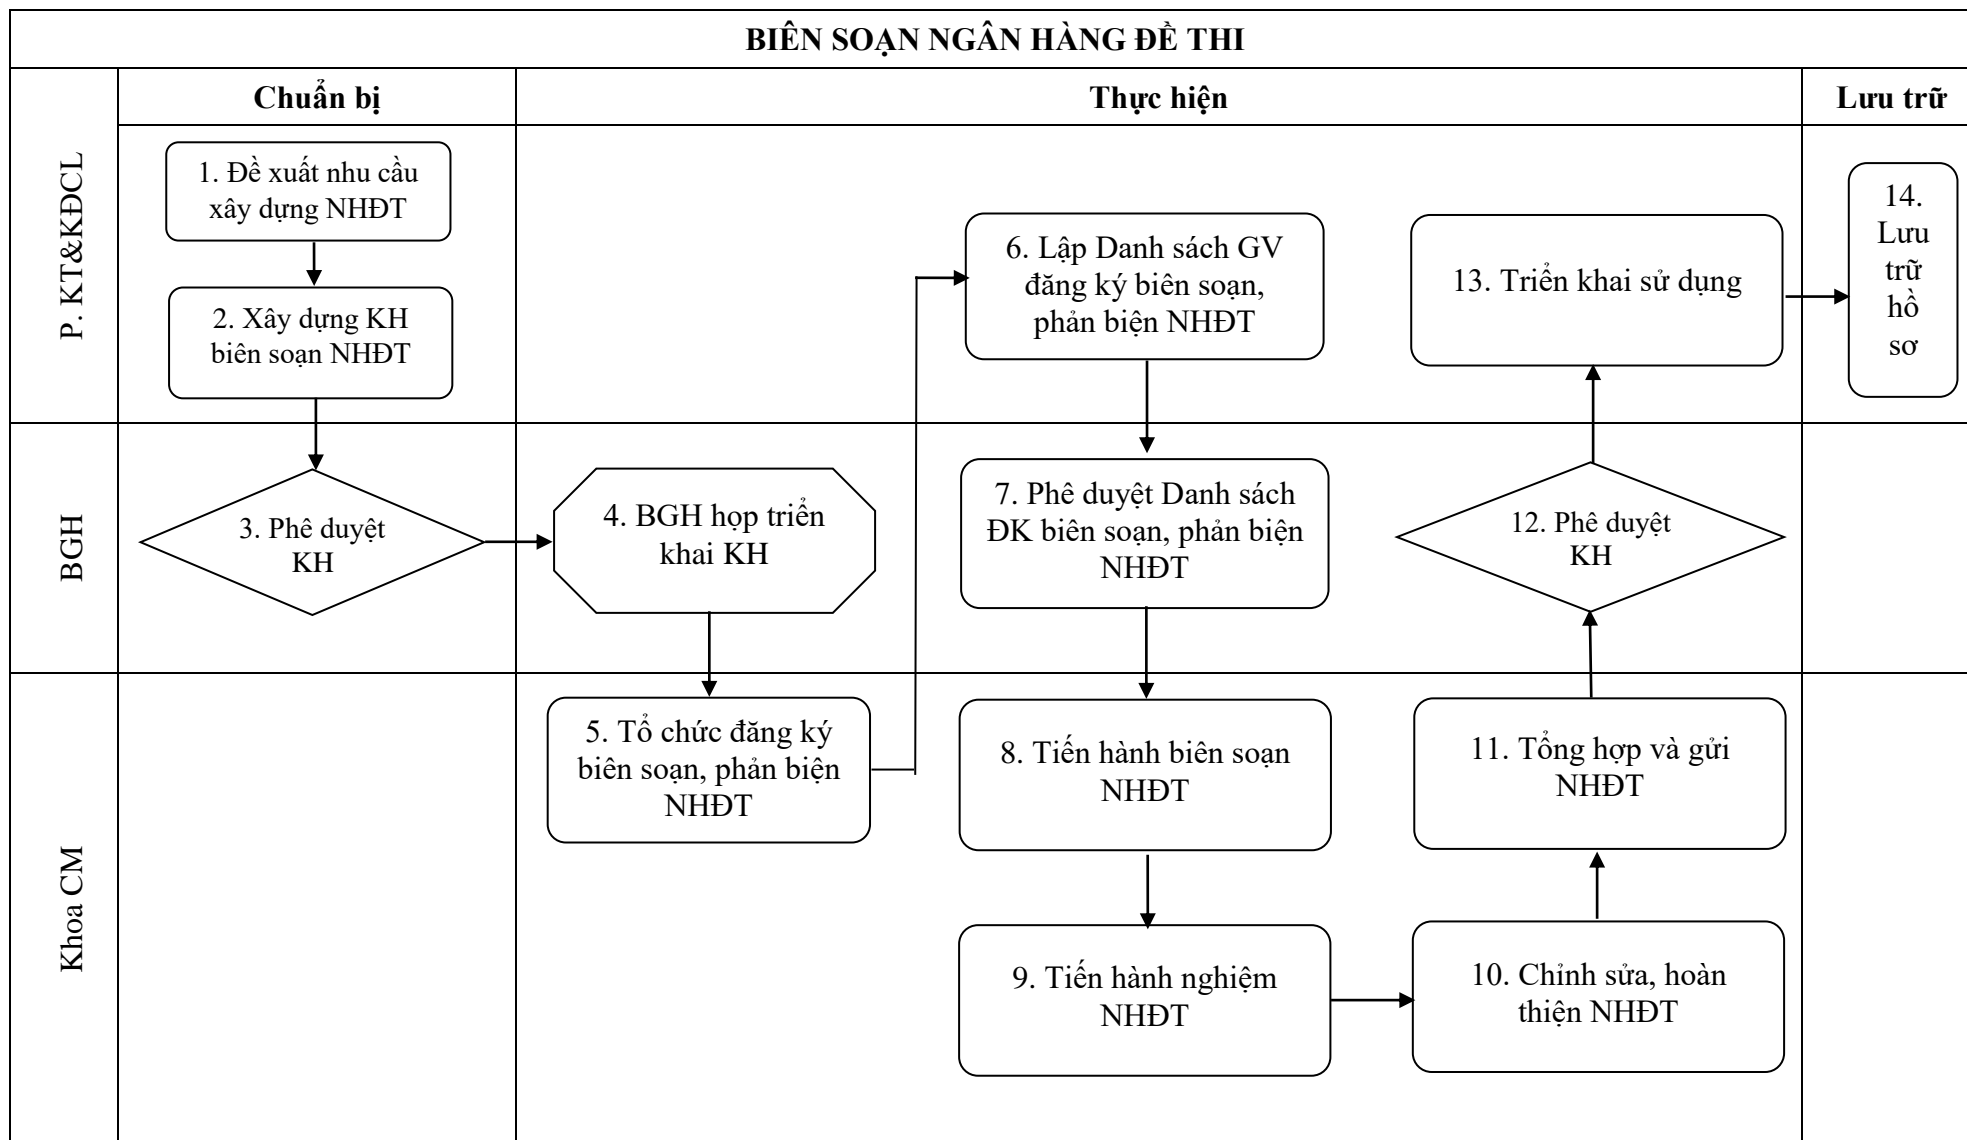 BIÊN SOẠN NGÂN HÀNG ĐỀ THI
Chuẩn bị
Thực hiện
Lưu trữ
P. KT&KĐCL
1. Đề xuất nhu cầu
xây dựng NHĐT
2. Xây dựng KH
biên soạn NHĐT
6. Lập Danh sách GV
đăng ký biên soạn,
phản biện NHĐT
13. Triển khai sử dụng
14.
Lưu
trữ
hồ
sơ
BGH
3. Phê duyệt
KH
4. BGH họp triển
khai KH
7. Phê duyệt Danh sách
ĐK biên soạn, phản biện
NHĐT
12. Phê duyệt
KH
Khoa CM
5. Tổ chức đăng ký
biên soạn, phản biện
NHĐT
8. Tiến hành biên soạn
NHĐT
11. Tổng hợp và gửi
NHĐT
9. Tiến hành nghiệm
NHĐT
10. Chỉnh sửa, hoàn
thiện NHĐT